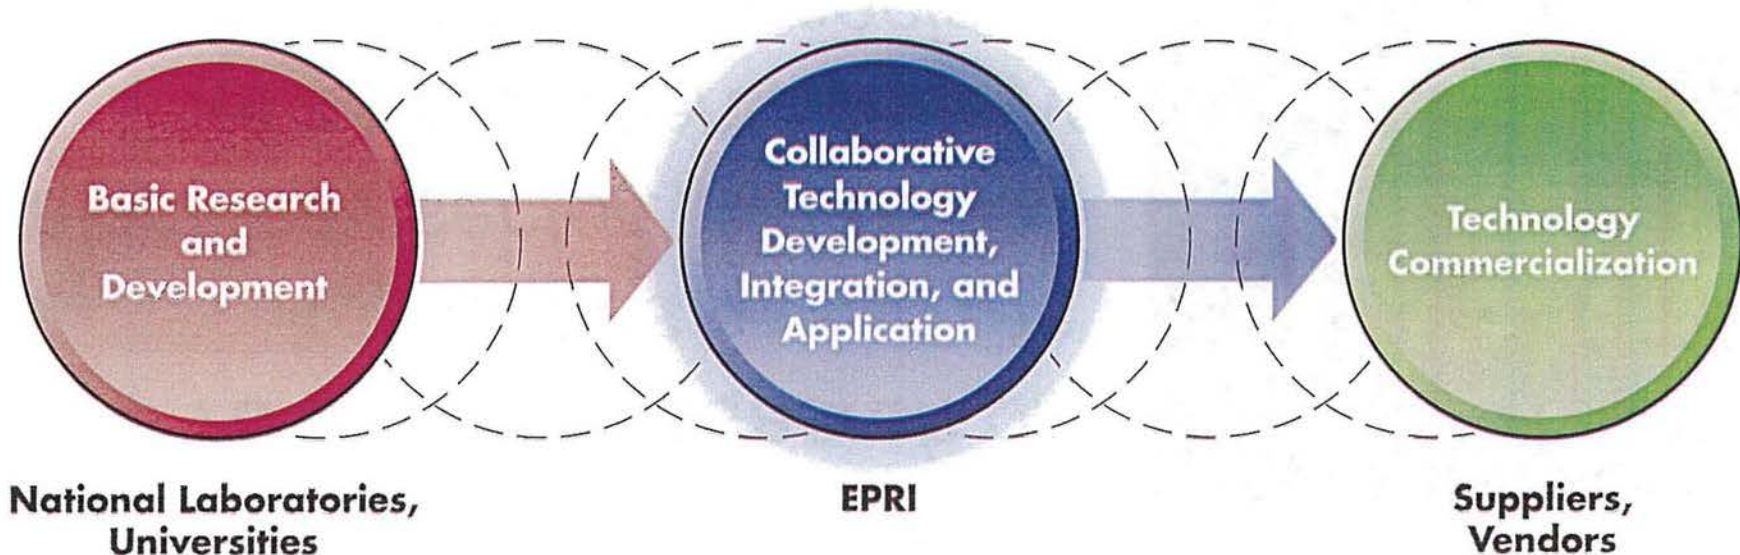 Basic Research
and
Development
Collaborative
Technology
Development,
Integration, and
Application
Technology
Commercialization
National Laboratories,
Universities
EPRI
Suppliers,
Vendors